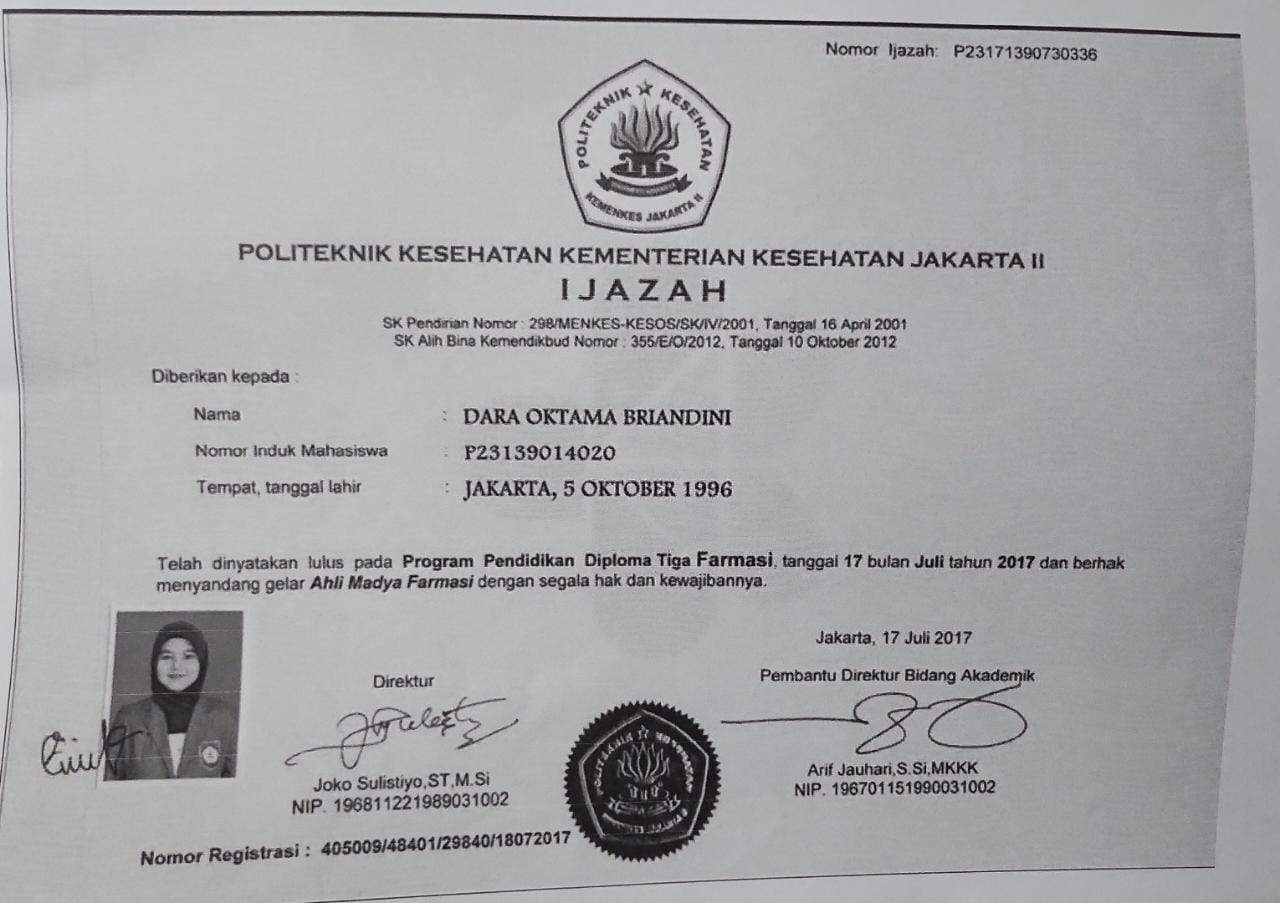 Nomor Ijazah: P23171390730336
POLITEKNIK KESEHATAN
KEMENKES JAKARTA II
POLITEKNIK KESEHATAN KEMENTERIAN KESEHATAN JAKARTA II
IJAZAH
SK Pendirian Nomor : 298/MENKES-KESOS/SK/IV/2001, Tanggal 16 April 2001
SK Alih Bina Kemendikbud Nomor : 355/E/O/2012, Tanggal 10 Oktober 2012
Diberikan kepada :
Nama : DARA OKTAMA BRIANDINI
Nomor Induk Mahasiswa : P23139014020
Tempat, tanggal lahir : JAKARTA, 5 OKTOBER 1996
Telah dinyatakan lulus pada Program Pendidikan Diploma Tiga Farmasi, tanggal 17 bulan Juli tahun 2017 dan berhak
menyandang gelar Ahli Madya Farmasi dengan segala hak dan kewajibannya.
Jakarta, 17 Juli 2017
Direktur
Pembantu Direktur Bidang Akademik
Joko Sulistiyo,ST,M.Si
NIP. 196811221989031002
Arif Jauhari,S.Si,MKKK
NIP. 196701151990031002
POLITEKNIK KESEHATAN
KEMENKES JAKARTA II
Nomor Registrasi : 405009/48401/29840/18072017